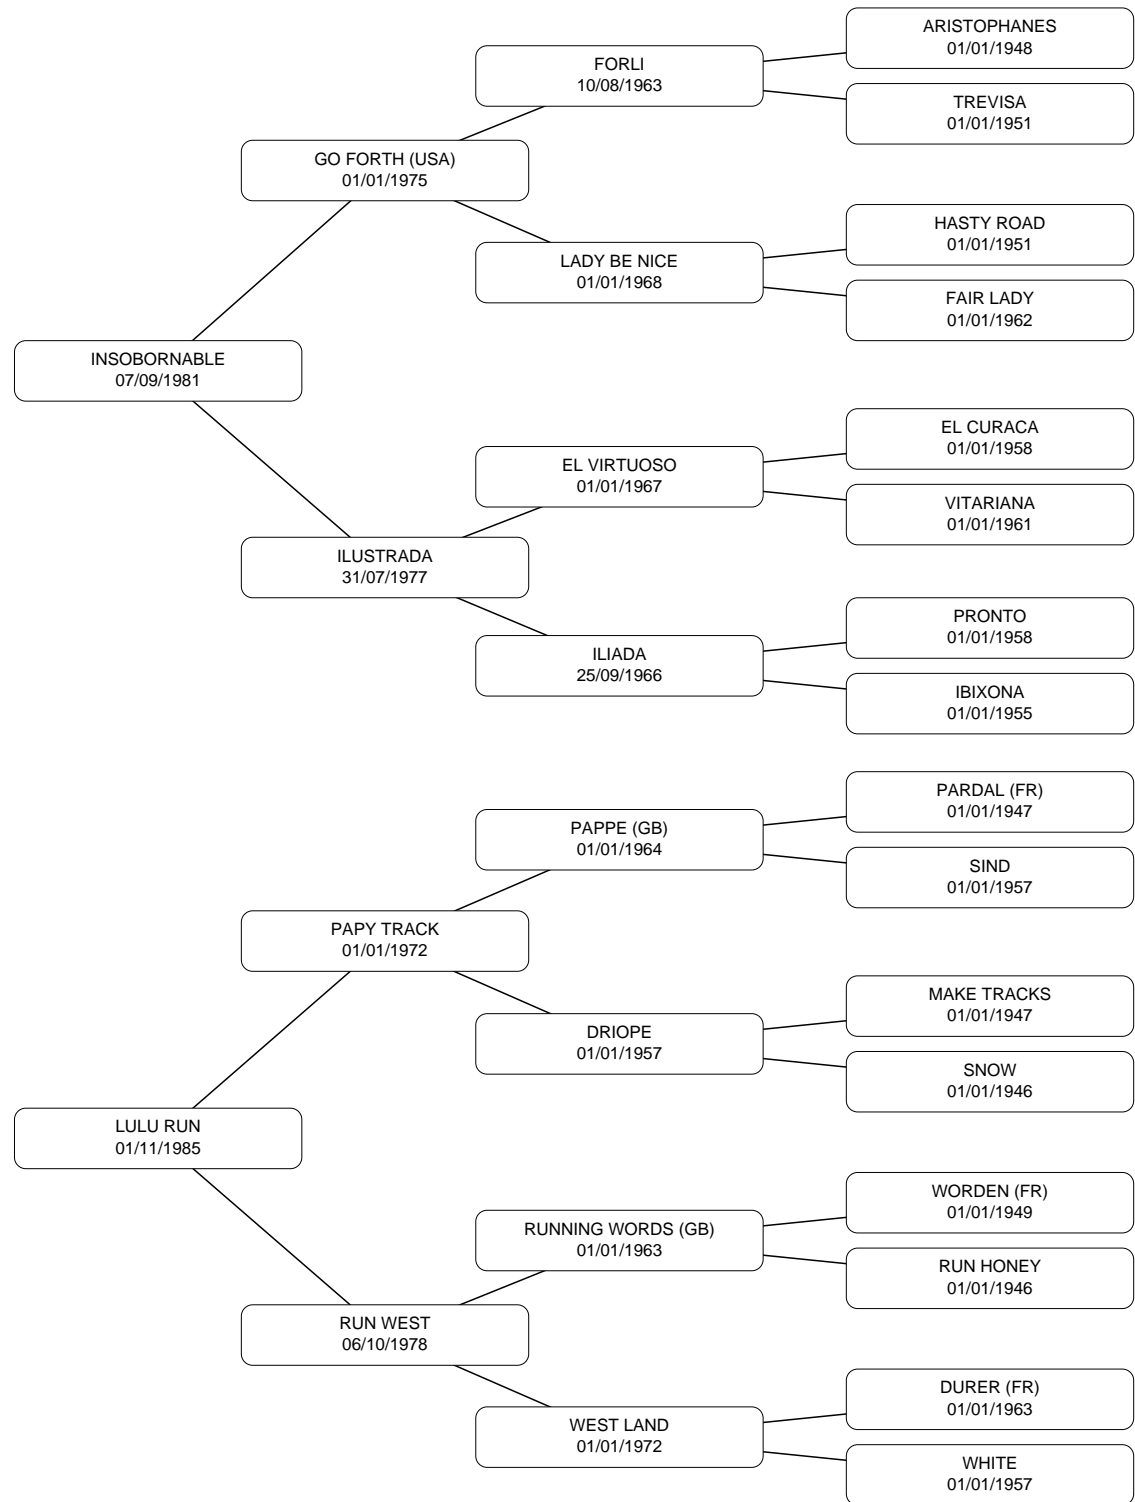 ARISTOPHANES
01/01/1948
FORLI
10/08/1963
TREVISA
01/01/1951
GO FORTH (USA)
01/01/1975
HASTY ROAD
01/01/1951
LADY BE NICE
01/01/1968
FAIR LADY
01/01/1962
INSOBORNABLE
07/09/1981
EL CURACA
01/01/1958
EL VIRTUOSO
01/01/1967
VITARIANA
01/01/1961
ILUSTRADA
31/07/1977
PRONTO
01/01/1958
ILIADA
25/09/1966
IBIXONA
01/01/1955
PARDAL (FR)
01/01/1947
PAPPE (GB)
01/01/1964
SIND
01/01/1957
PAPY TRACK
01/01/1972
MAKE TRACKS
01/01/1947
DRIOPE
01/01/1957
SNOW
01/01/1946
LULU RUN
01/11/1985
WORDEN (FR)
01/01/1949
RUNNING WORDS (GB)
01/01/1963
RUN HONEY
01/01/1946
RUN WEST
06/10/1978
DURER (FR)
01/01/1963
WEST LAND
01/01/1972
WHITE
01/01/1957